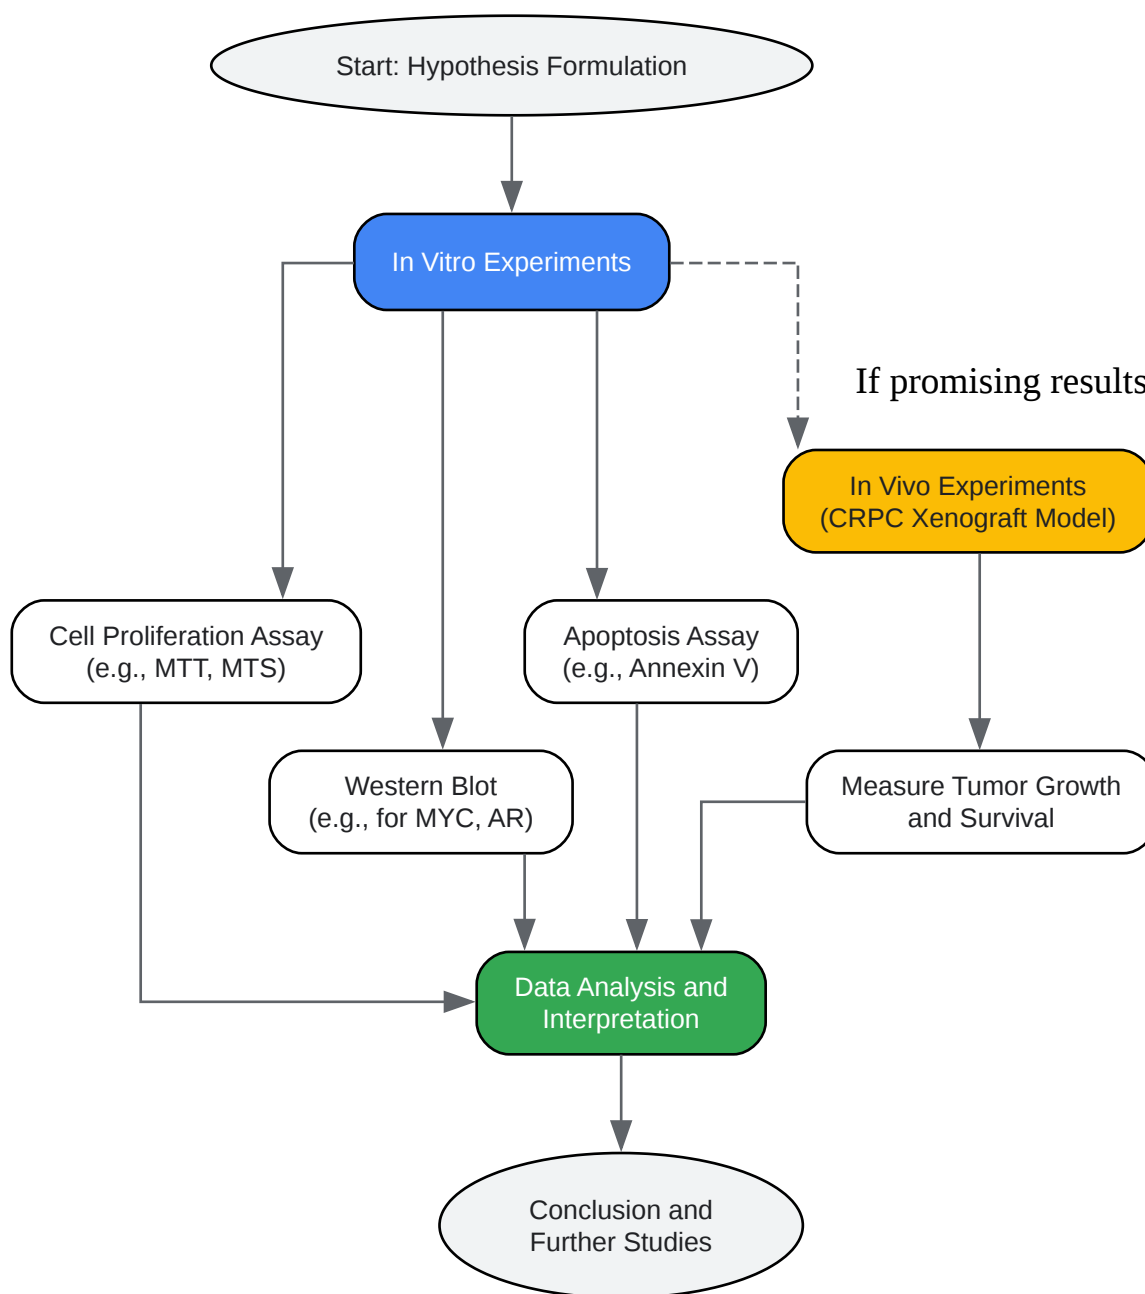 Start: Hypothesis Formulation
In Vitro Experiments
If promising results
In Vivo Experiments
(CRPC Xenograft Model)
Cell Proliferation Assay
(e.g., MTT, MTS)
Apoptosis Assay
(e.g., Annexin V)
Western Blot
(e.g., for MYC, AR)
Measure Tumor Growth
and Survival
Data Analysis and
Interpretation
Conclusion and
Further Studies